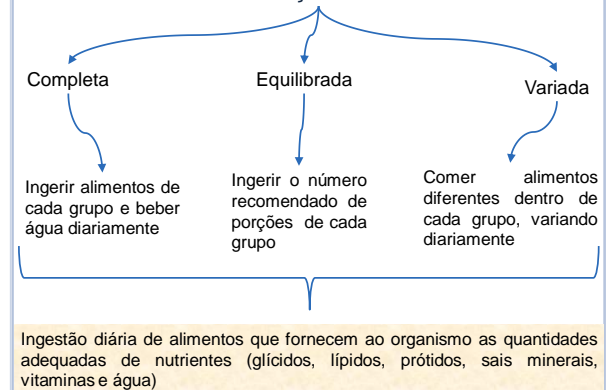 Completa
Equilibrada
Variada
Ingerir alimentos de
cada grupo e beber
água diariamente
Ingerir o número
recomendado de
porções de cada
grupo
Comer alimentos
diferentes dentro de
cada grupo, variando
diariamente
Ingestão diária de alimentos que fornecem ao organismo as quantidades
adequadas de nutrientes (glícidos, lípidos, prótidos, sais minerais,
vitaminas e água)